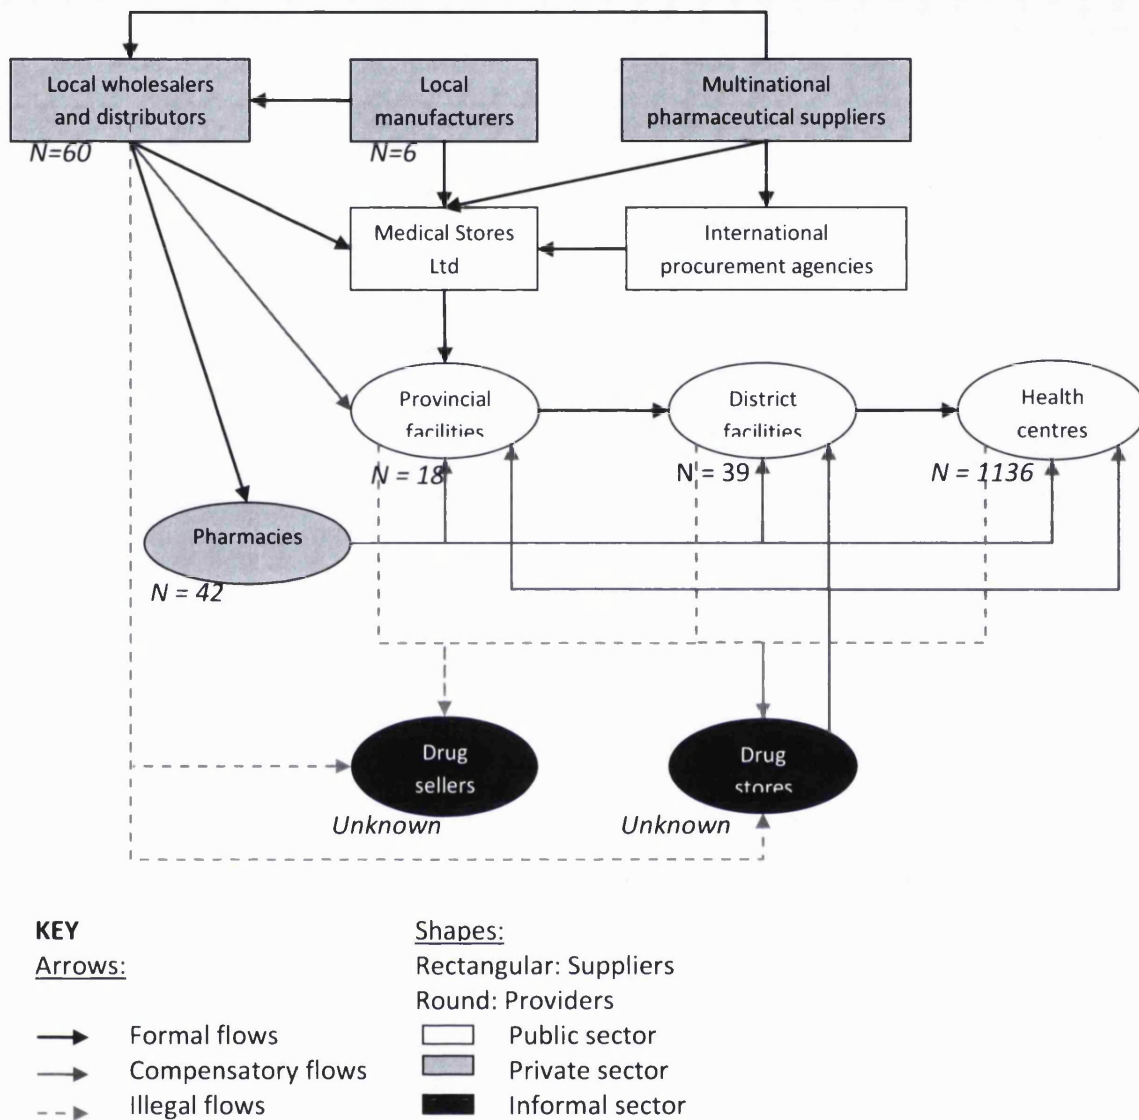 Local wholesalers
and distributors
N=60
Local
manufacturers
N=6
Multinational
pharmaceutical suppliers
Medical Stores
Ltd
International
procurement agencies
Provincial
facilities
N = 18
District
facilities
N = 39
Health
centres
N = 1136
Pharmacies
N = 42
Drug
sellers
Unknown
Drug
stores
Unknown
KEY
Arrows:
Formal flows
Compensatory flows
Illegal flows
Shapes:
Rectangular: Suppliers
Round: Providers
Public sector
Private sector
Informal sector